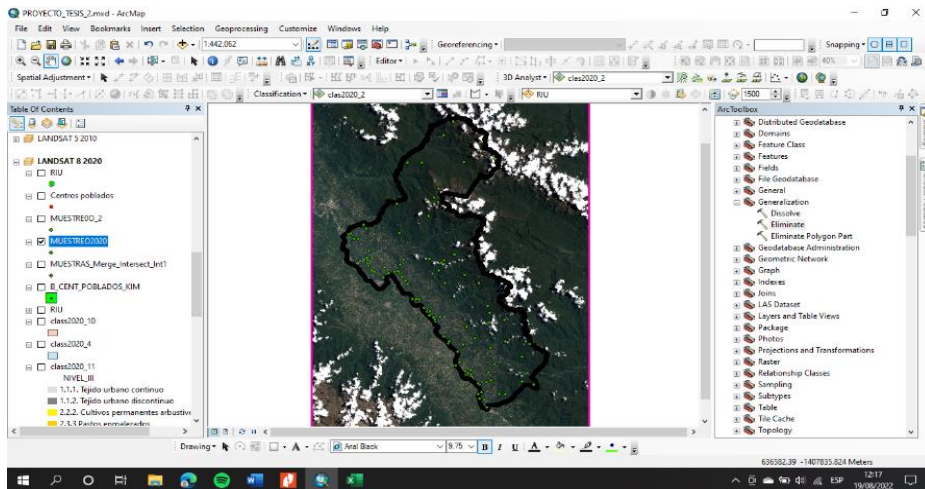 PROYECTO_TESIS_2.mxd - ArcMap
File Edit View Bookmarks Insert Selection Geoprocessing Customize Windows Help
1:442.062
Georeferencing
Snapping
Editor
40%
Spatial Adjustment
3D Analyst
clas2020_2
Classification
clas2020_2
RIU
1500
Table Of Contents
LANDSAT 5 2010
LANDSAT 8 2020
RIU
Centros poblados
MUESTREO2020
MUESTRAS_Merge_Intersect_Int1
B_CENT_POBLADOS_KIM
RIU
class2020_10
class2020_4
class2020_11
NIVEL_III
1.1.1. Tejido urbano continuo
1.1.2. Tejido urbano discontinuo
2.2.2. Cultivos permanentes arbustivo
2.3.3 Pastos enmalezados
ArcToolbox
Distributed Geodatabase
Domains
Feature Class
Features
Fields
File Geodatabase
General
Generalization
Dissolve
Eliminate
Eliminate Polygon Part
Geodatabase Administration
Geometric Network
Graph
Indexes
Joins
LAS Dataset
Layers and Table Views
Package
Photos
Projections and Transformations
Raster
Relationship Classes
Sampling
Subtypes
Table
Tile Cache
Topology
Drawing
A
Arial Black
9.75
B I U A
636582.39 -1407835.824 Meters
ESP
12:17
19/08/2022